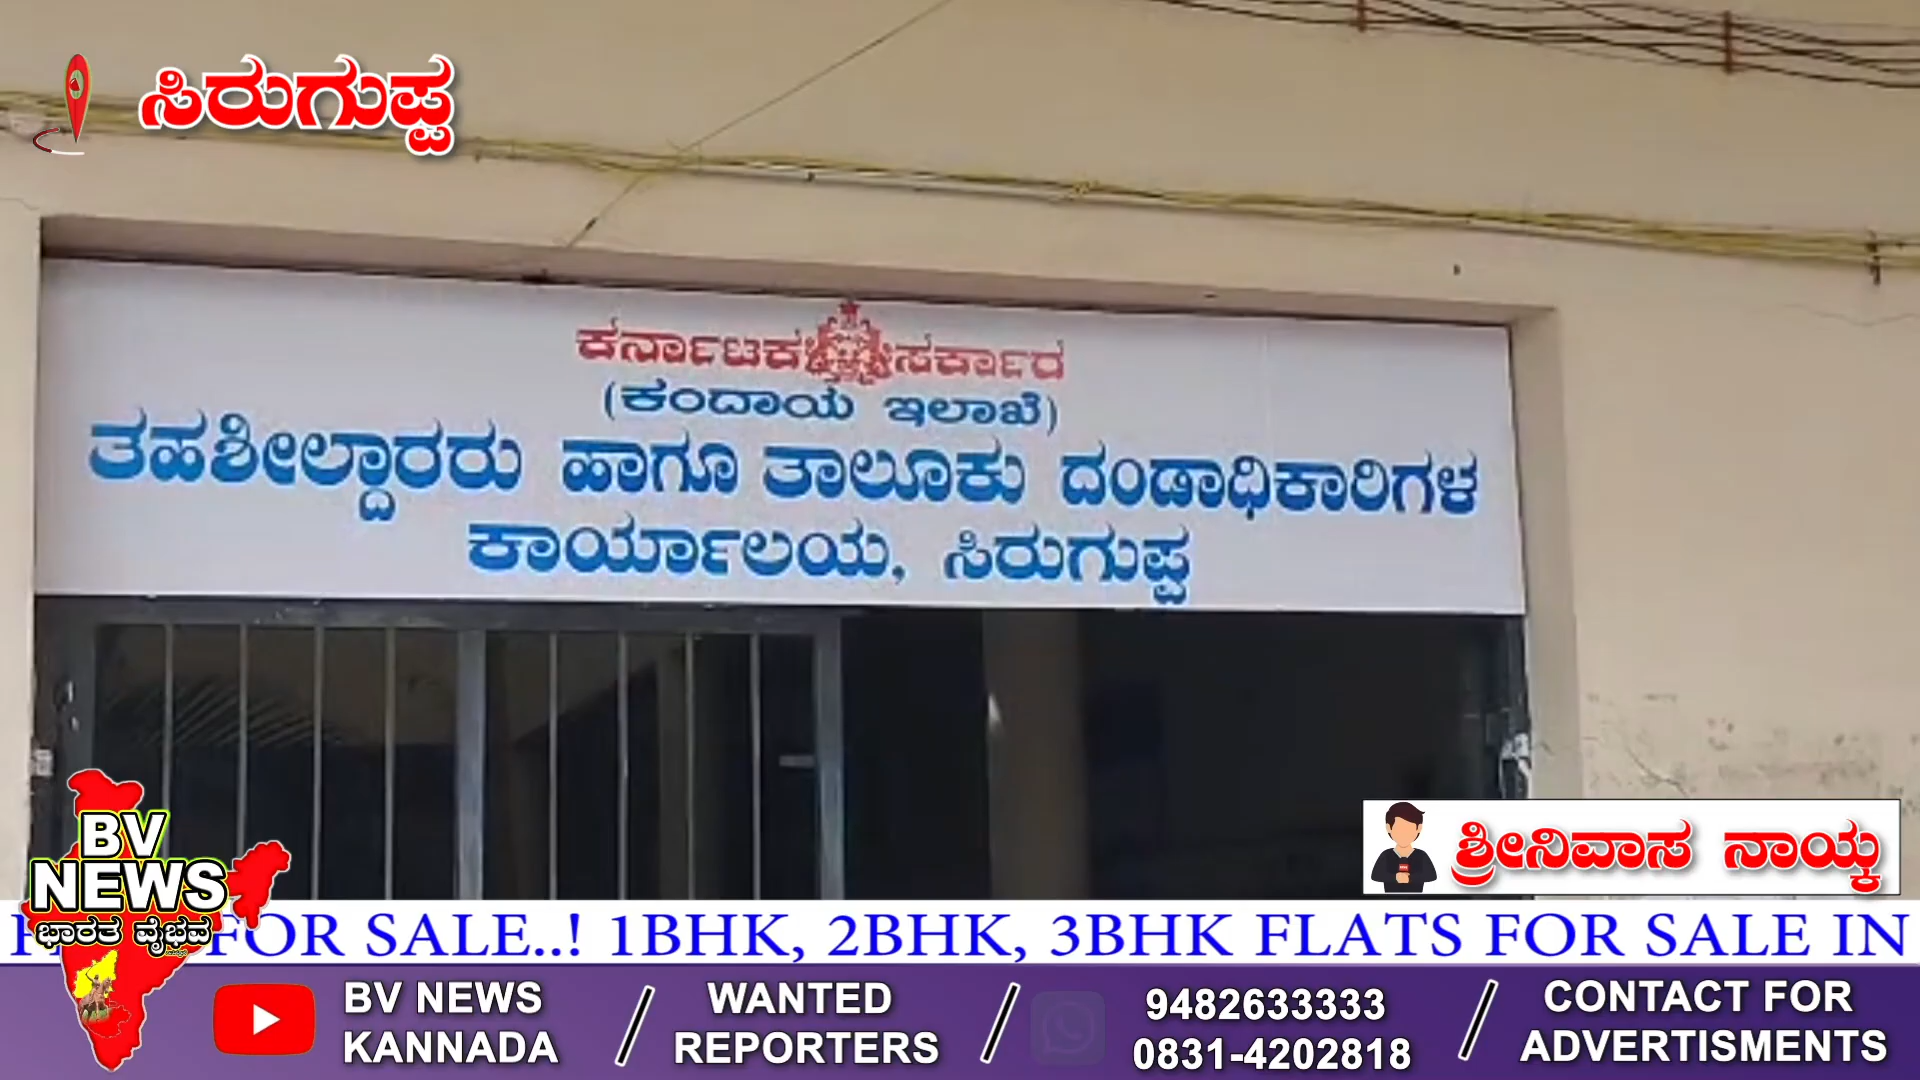 ಸಿರುಗುಪ್ಪ
ಕರ್ನಾಟಕ ಸರ್ಕಾರ
(ಕಂದಾಯ ಇಲಾಖೆ)
ತಹಶೀಲ್ದಾರರು ಹಾಗೂ ತಾಲೂಕು ದಂಡಾಧಿಕಾರಿಗಳ
ಕಾರ್ಯಾಲಯ, ಸಿರುಗುಪ್ಪ
ಶ್ರೀನಿವಾಸ ನಾಯ್ಕ
BV
NEWS
ಭಾರತ ವೈಭವ
FOR SALE..! 1BHK, 2BHK, 3BHK FLATS FOR SALE IN
BV NEWS
KANNADA
/
WANTED
REPORTERS
/
9482633333
0831-4202818
/
CONTACT FOR
ADVERTISMENTS